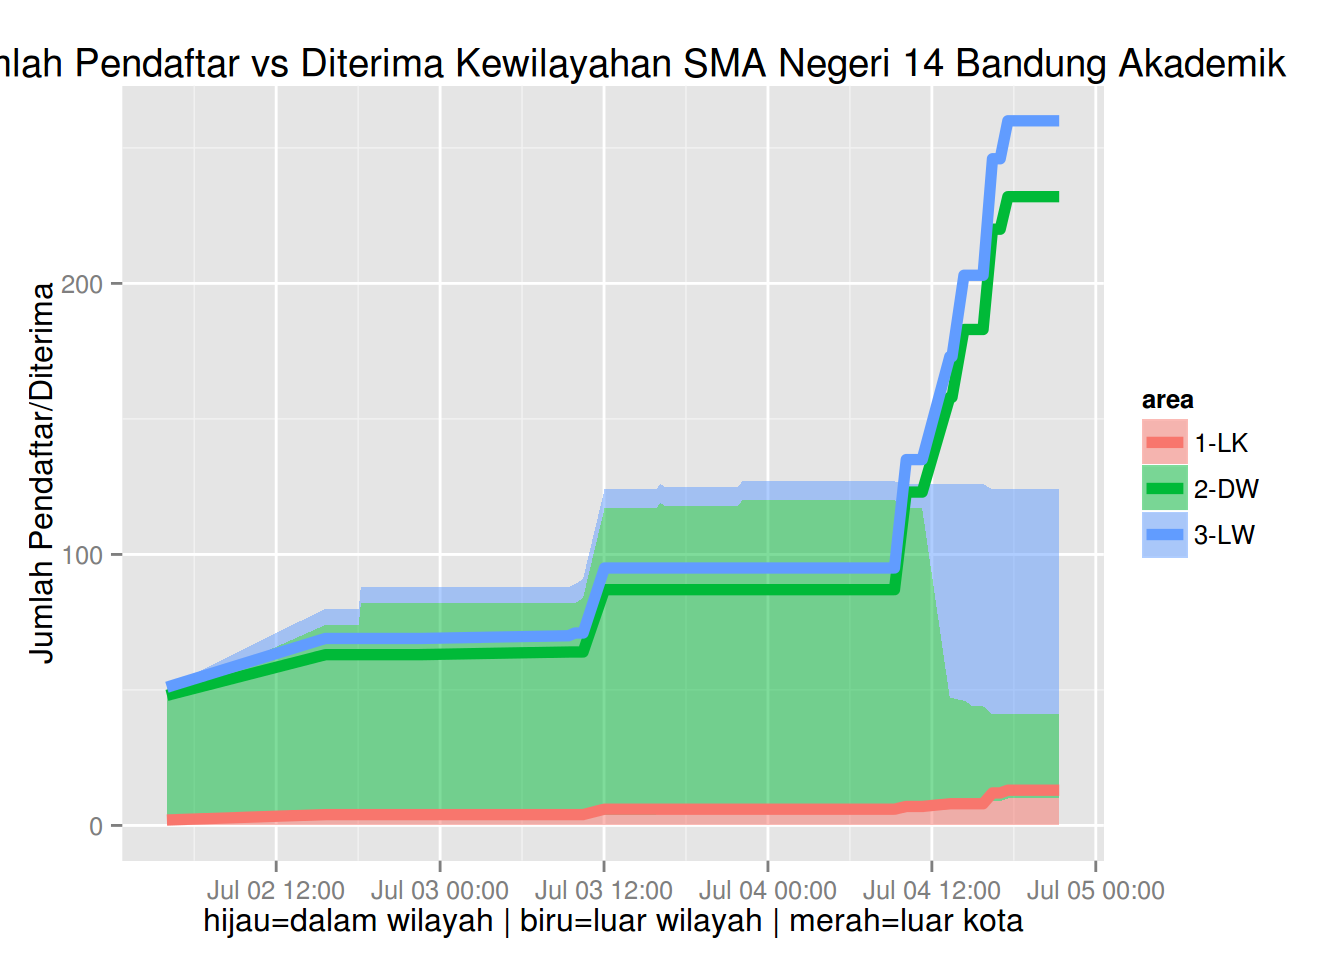 mlah Pendaftar vs Diterima Kewilayahan SMA Negeri 14 Bandung Akademik
Jumlah Pendaftar/Diterima
200
100
0
Jul 02 12:00
Jul 03 00:00
Jul 03 12:00
Jul 04 00:00
Jul 04 12:00
Jul 05 00:00
hijau=dalam wilayah | biru=luar wilayah | merah=luar kota
area
1-LK
2-DW
3-LW